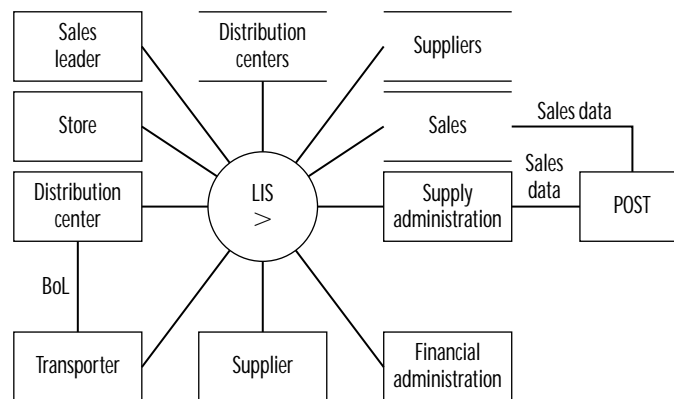 Sales
leader
Distribution
centers
Suppliers
Store
Sales
Sales data
Distribution
center
LIS
>
Supply
administration
Sales
data
POST
BoL
Transporter
Supplier
Financial
administration